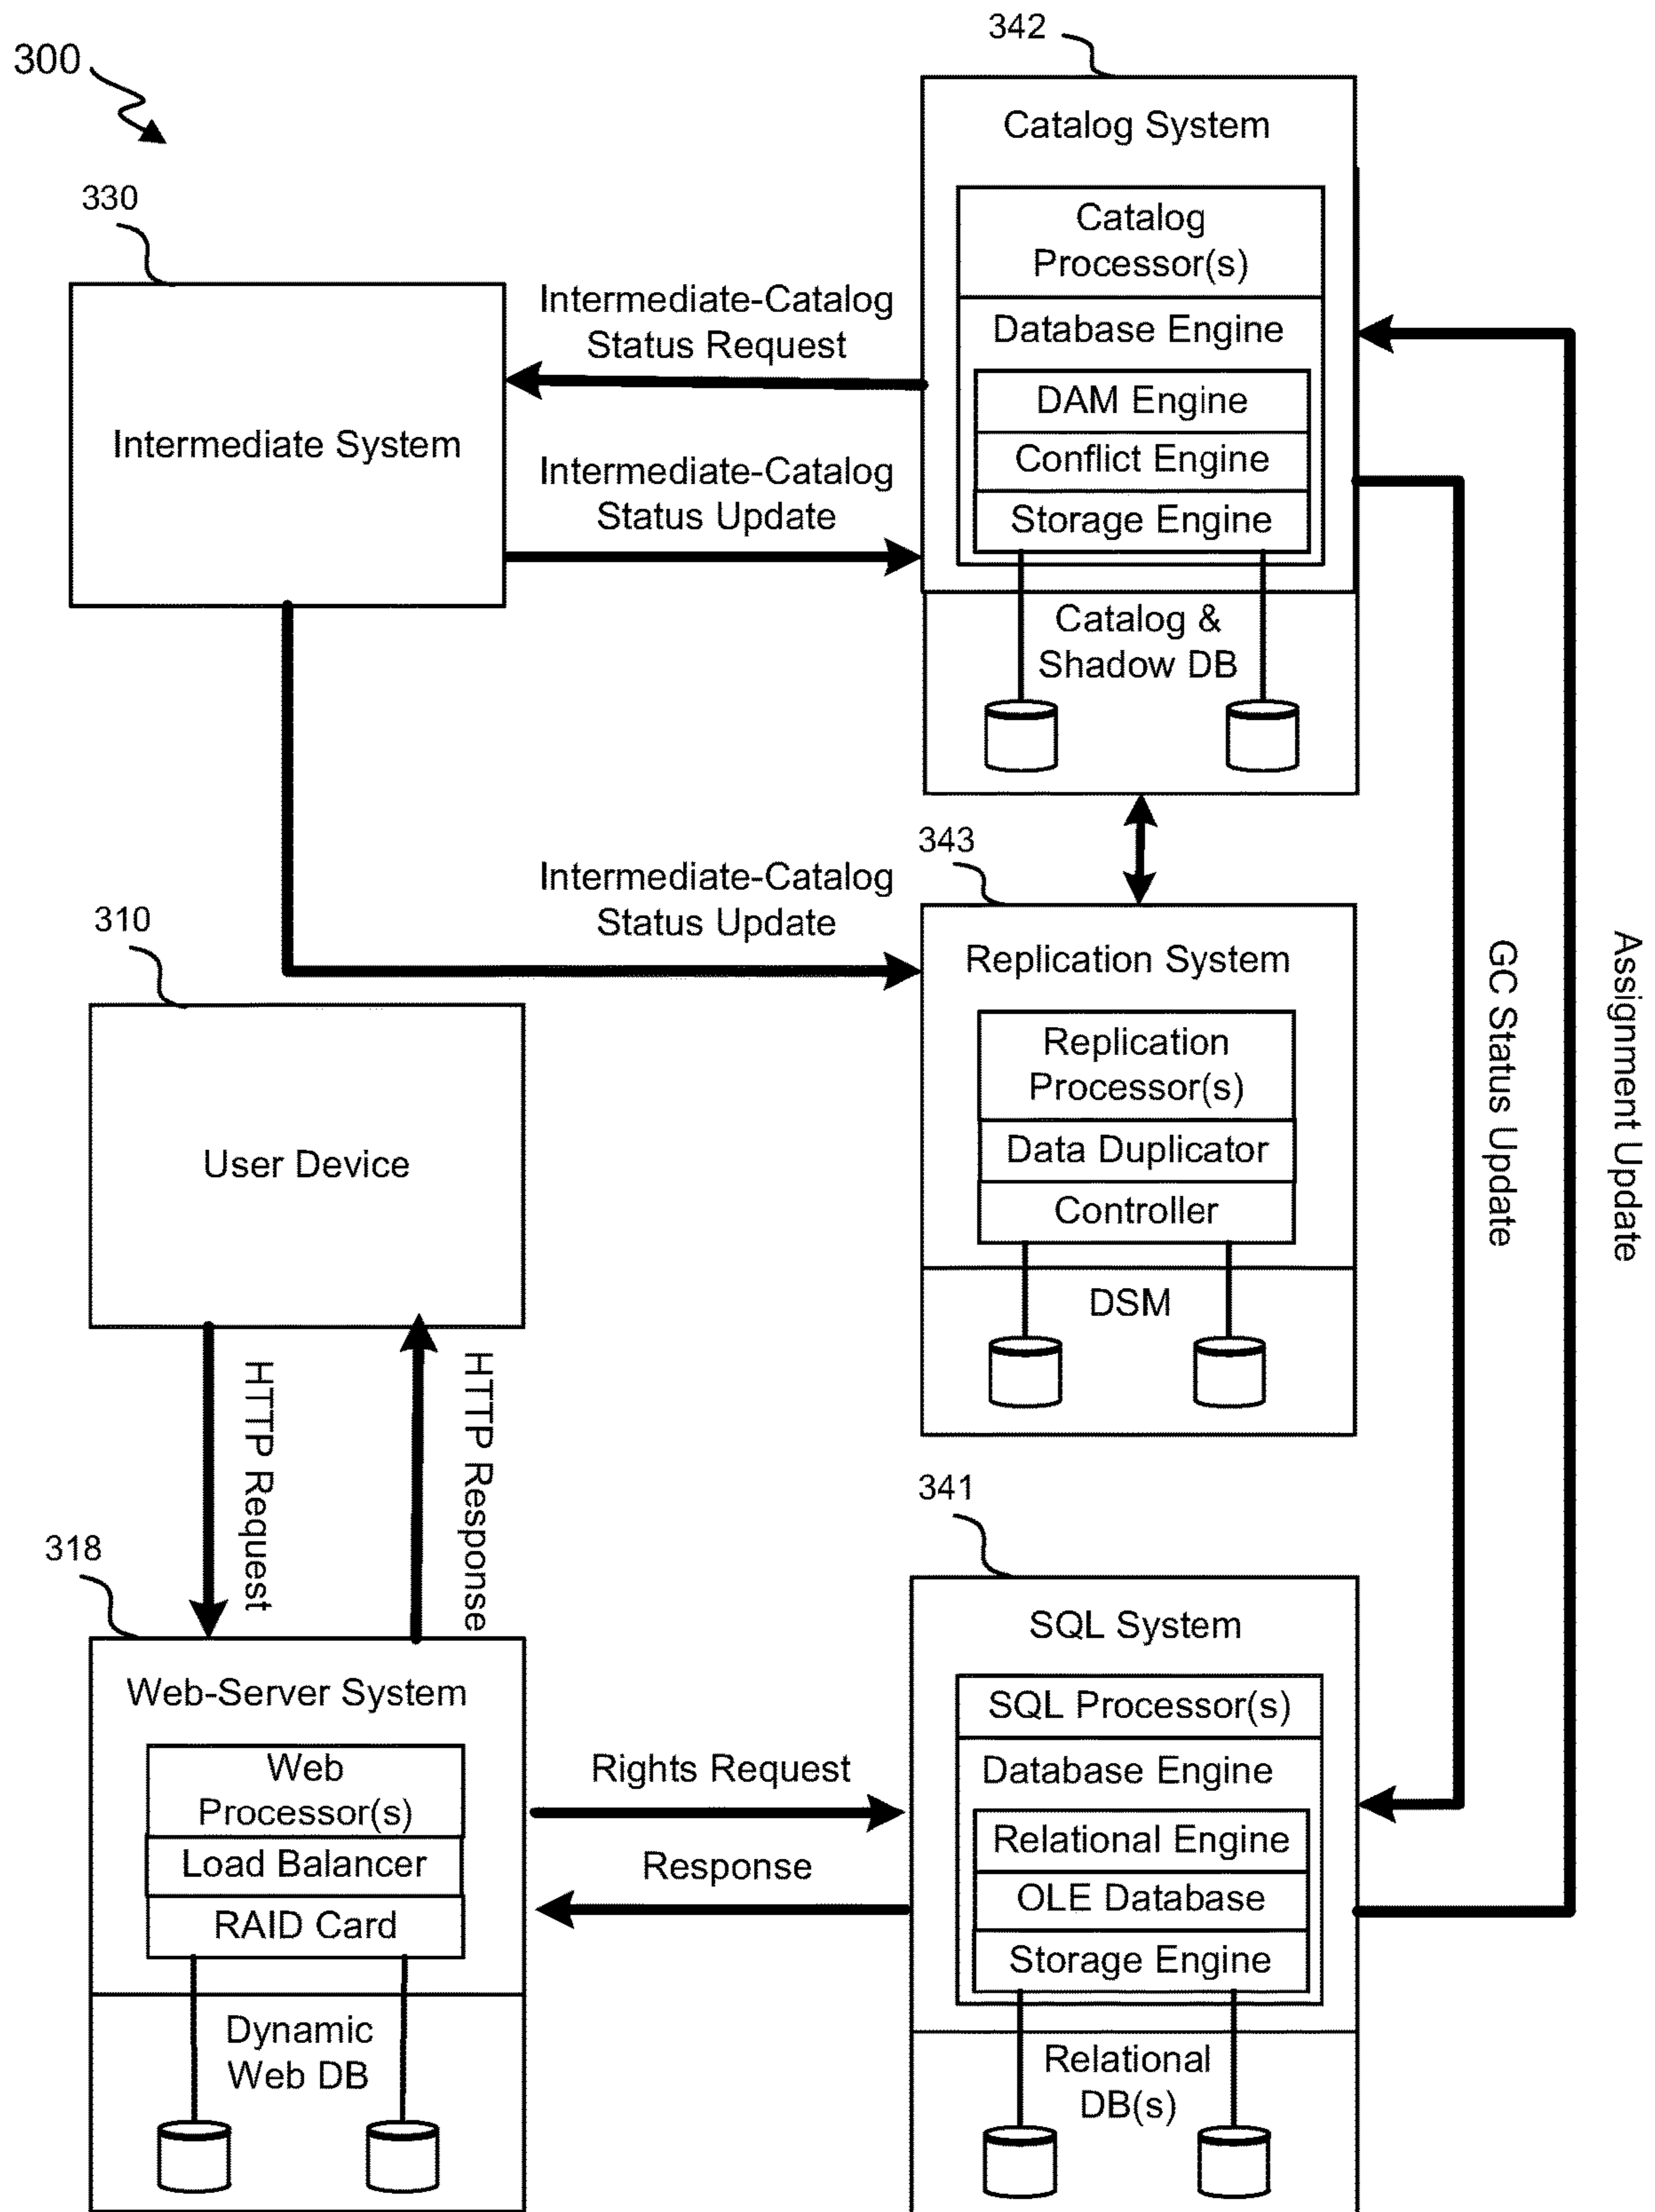 342
300
Catalog System
330
Catalog
Processor(s)
Intermediate-Catalog
Status Request
Database Engine
DAM Engine
Intermediate System
Conflict Engine
Intermediate-Catalog
Status Update
Storage Engine
Catalog &
Shadow DB
343
Intermediate-Catalog
Status Update
310
Replication System
GC Status Update
Assignment Update
Replication
Processor(s)
User Device
Data Duplicator
Controller
DSM
HTTP Request
HTTP Response
341
318
SQL System
Web-Server System
SQL Processor(s)
Web
Processor(s)
Rights Request
Database Engine
Relational Engine
Load Balancer
Response
OLE Database
RAID Card
Storage Engine
Dynamic
Web DB
Relational
DB(s)